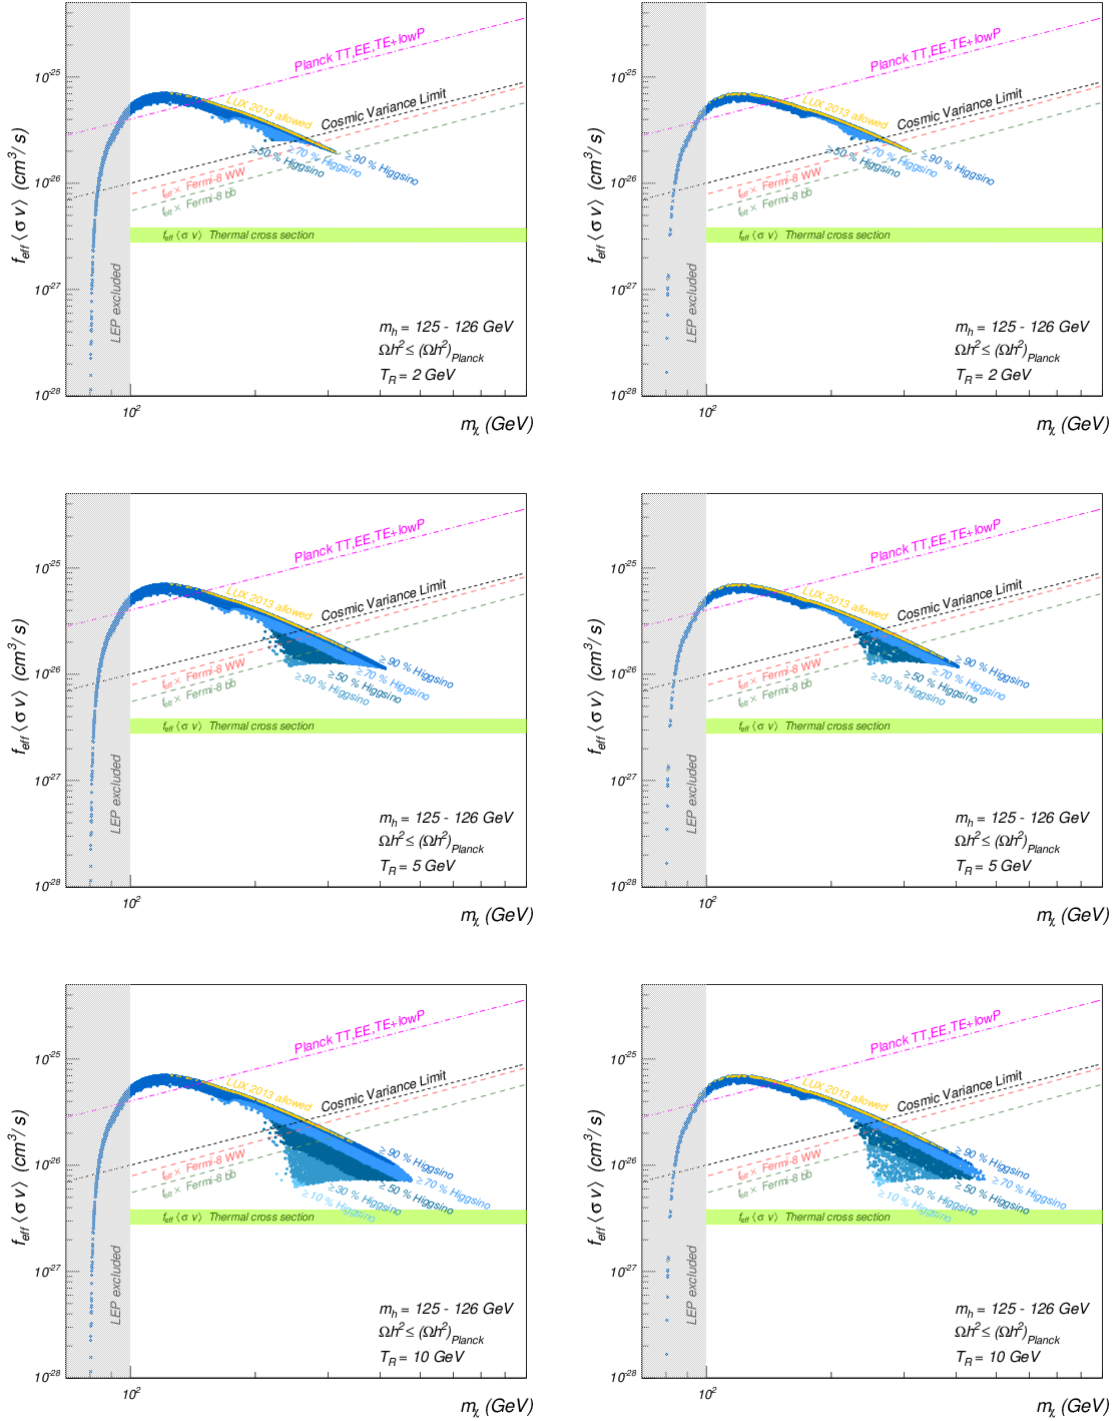 f_eff ⟨σ v⟩ (cm³/ s)
10⁻²⁵
10⁻²⁶
10⁻²⁷
10⁻²⁸
Planck TT,EE,TE+lowP
LUX 2013 allowed
Cosmic Variance Limit
≥50 % Higgsino
≥70 % Higgsino
≥90 % Higgsino
f_eff × Fermi-8 WW
f_eff × Fermi-8 bb̄
f_eff ⟨σ v⟩ Thermal cross section
LEP excluded
m_h = 125 - 126 GeV
Ωh² ≤ (Ωh²)_Planck
T_R = 2 GeV
10²
m_χ (GeV)
f_eff ⟨σ v⟩ (cm³/ s)
10⁻²⁵
10⁻²⁶
10⁻²⁷
10⁻²⁸
Planck TT,EE,TE+lowP
LUX 2013 allowed
Cosmic Variance Limit
≥50 % Higgsino
≥70 % Higgsino
≥90 % Higgsino
f_eff × Fermi-8 WW
f_eff × Fermi-8 bb̄
f_eff ⟨σ v⟩ Thermal cross section
LEP excluded
m_h = 125 - 126 GeV
Ωh² ≤ (Ωh²)_Planck
T_R = 2 GeV
10²
m_χ (GeV)
f_eff ⟨σ v⟩ (cm³/ s)
10⁻²⁵
10⁻²⁶
10⁻²⁷
10⁻²⁸
Planck TT,EE,TE+lowP
LUX 2013 allowed
Cosmic Variance Limit
≥90 % Higgsino
≥70 % Higgsino
≥50 % Higgsino
≥30 % Higgsino
f_eff × Fermi-8 WW
f_eff × Fermi-8 bb̄
f_eff ⟨σ v⟩ Thermal cross section
LEP excluded
m_h = 125 - 126 GeV
Ωh² ≤ (Ωh²)_Planck
T_R = 5 GeV
10²
m_χ (GeV)
f_eff ⟨σ v⟩ (cm³/ s)
10⁻²⁵
10⁻²⁶
10⁻²⁷
10⁻²⁸
Planck TT,EE,TE+lowP
LUX 2013 allowed
Cosmic Variance Limit
≥90 % Higgsino
≥70 % Higgsino
≥50 % Higgsino
≥30 % Higgsino
f_eff × Fermi-8 WW
f_eff × Fermi-8 bb̄
f_eff ⟨σ v⟩ Thermal cross section
LEP excluded
m_h = 125 - 126 GeV
Ωh² ≤ (Ωh²)_Planck
T_R = 5 GeV
10²
m_χ (GeV)
f_eff ⟨σ v⟩ (cm³/ s)
10⁻²⁵
10⁻²⁶
10⁻²⁷
10⁻²⁸
Planck TT,EE,TE+lowP
LUX 2013 allowed
Cosmic Variance Limit
≥90 % Higgsino
≥70 % Higgsino
≥50 % Higgsino
≥30 % Higgsino
≥10 % Higgsino
f_eff × Fermi-8 WW
f_eff × Fermi-8 bb̄
f_eff ⟨σ v⟩ Thermal cross section
LEP excluded
m_h = 125 - 126 GeV
Ωh² ≤ (Ωh²)_Planck
T_R = 10 GeV
10²
m_χ (GeV)
f_eff ⟨σ v⟩ (cm³/ s)
10⁻²⁵
10⁻²⁶
10⁻²⁷
10⁻²⁸
Planck TT,EE,TE+lowP
LUX 2013 allowed
Cosmic Variance Limit
≥90 % Higgsino
≥70 % Higgsino
≥50 % Higgsino
≥30 % Higgsino
≥10 % Higgsino
f_eff × Fermi-8 WW
f_eff × Fermi-8 bb̄
f_eff ⟨σ v⟩ Thermal cross section
LEP excluded
m_h = 125 - 126 GeV
Ωh² ≤ (Ωh²)_Planck
T_R = 10 GeV
10²
m_χ (GeV)